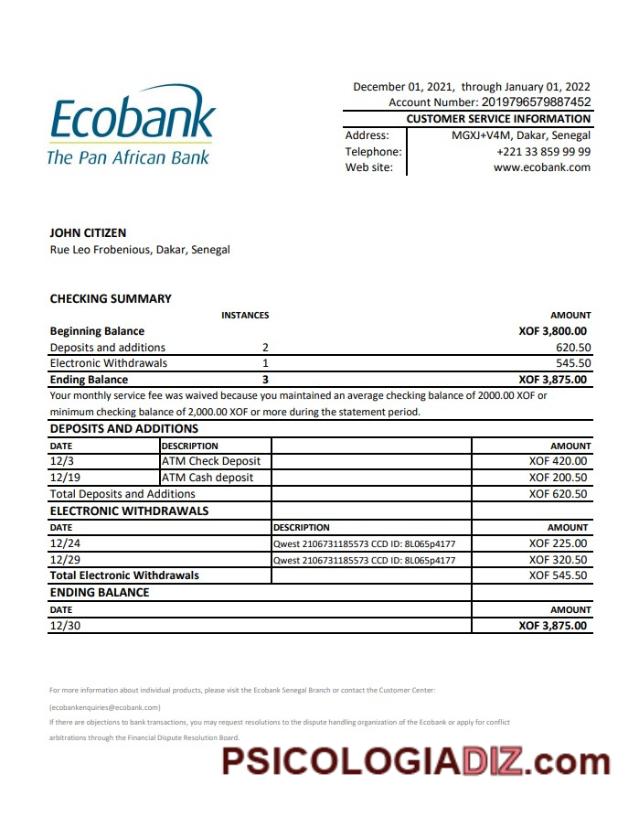 December 01, 2021, through January 01, 2022
Account Number: 2019796579887452
Ecobank
The Pan African Bank
CUSTOMER SERVICE INFORMATION
Address: MGXJ+V4M, Dakar, Senegal
Telephone: +221 33 859 99 99
Web site: www.ecobank.com
JOHN CITIZEN
Rue Leo Frobenious, Dakar, Senegal
CHECKING SUMMARY
INSTANCES AMOUNT
Beginning Balance XOF 3,800.00
Deposits and additions 2 620.50
Electronic Withdrawals 1 545.50
Ending Balance 3 XOF 3,875.00
Your monthly service fee was waived because you maintained an average checking balance of 2000.00 XOF or
minimum checking balance of 2,000.00 XOF or more during the statement period.
DEPOSITS AND ADDITIONS
DATE DESCRIPTION AMOUNT
12/3 ATM Check Deposit XOF 420.00
12/19 ATM Cash deposit XOF 200.50
Total Deposits and Additions XOF 620.50
ELECTRONIC WITHDRAWALS
DATE DESCRIPTION AMOUNT
12/24 Qwest 2106731185573 CCD ID: 8L065p4177 XOF 225.00
12/29 Qwest 2106731185573 CCD ID: 8L065p4177 XOF 320.50
Total Electronic Withdrawals XOF 545.50
ENDING BALANCE
DATE AMOUNT
12/30 XOF 3,875.00
For more information about individual products, please visit the Ecobank Senegal Branch or contact the Customer Center:
(ecobankenquiries@ecobank.com)
If there are objections to bank transactions, you may request resolutions to the dispute handling organization of the Ecobank or apply for conflict
arbitrations through the Financial Dispute Resolution Board.
PSICOLOGIADIZ.com